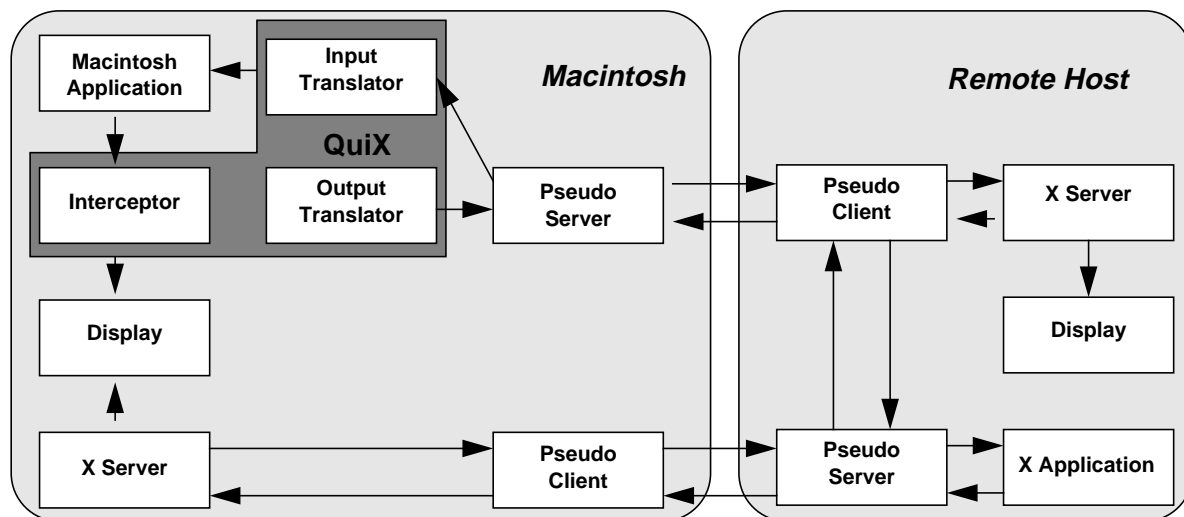 Macintosh
Application
Input
Translator
Macintosh
Remote Host
QuiX
Interceptor
Output
Translator
Pseudo
Server
Pseudo
Client
X Server
Display
Display
X Server
Pseudo
Client
Pseudo
Server
X Application